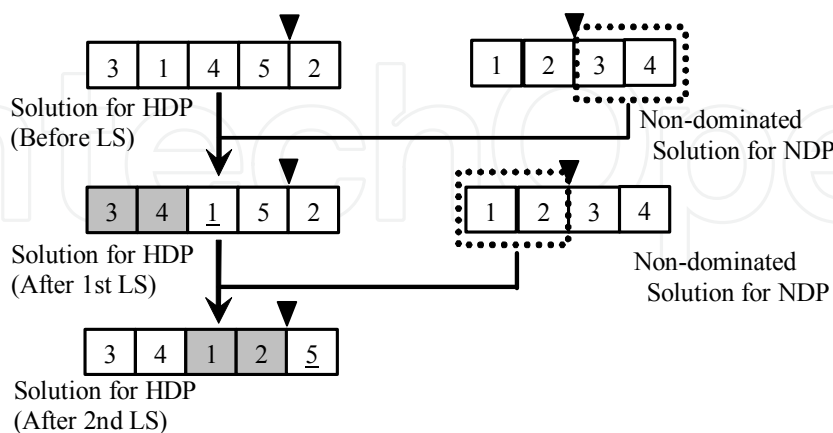 3 1 4 5 2
1 2 3 4
Solution for HDP
(Before LS)
Non-dominated
Solution for NDP
3 4 1 5 2
1 2 3 4
Solution for HDP
(After 1st LS)
Non-dominated
Solution for NDP
3 4 1 2 5
Solution for HDP
(After 2nd LS)